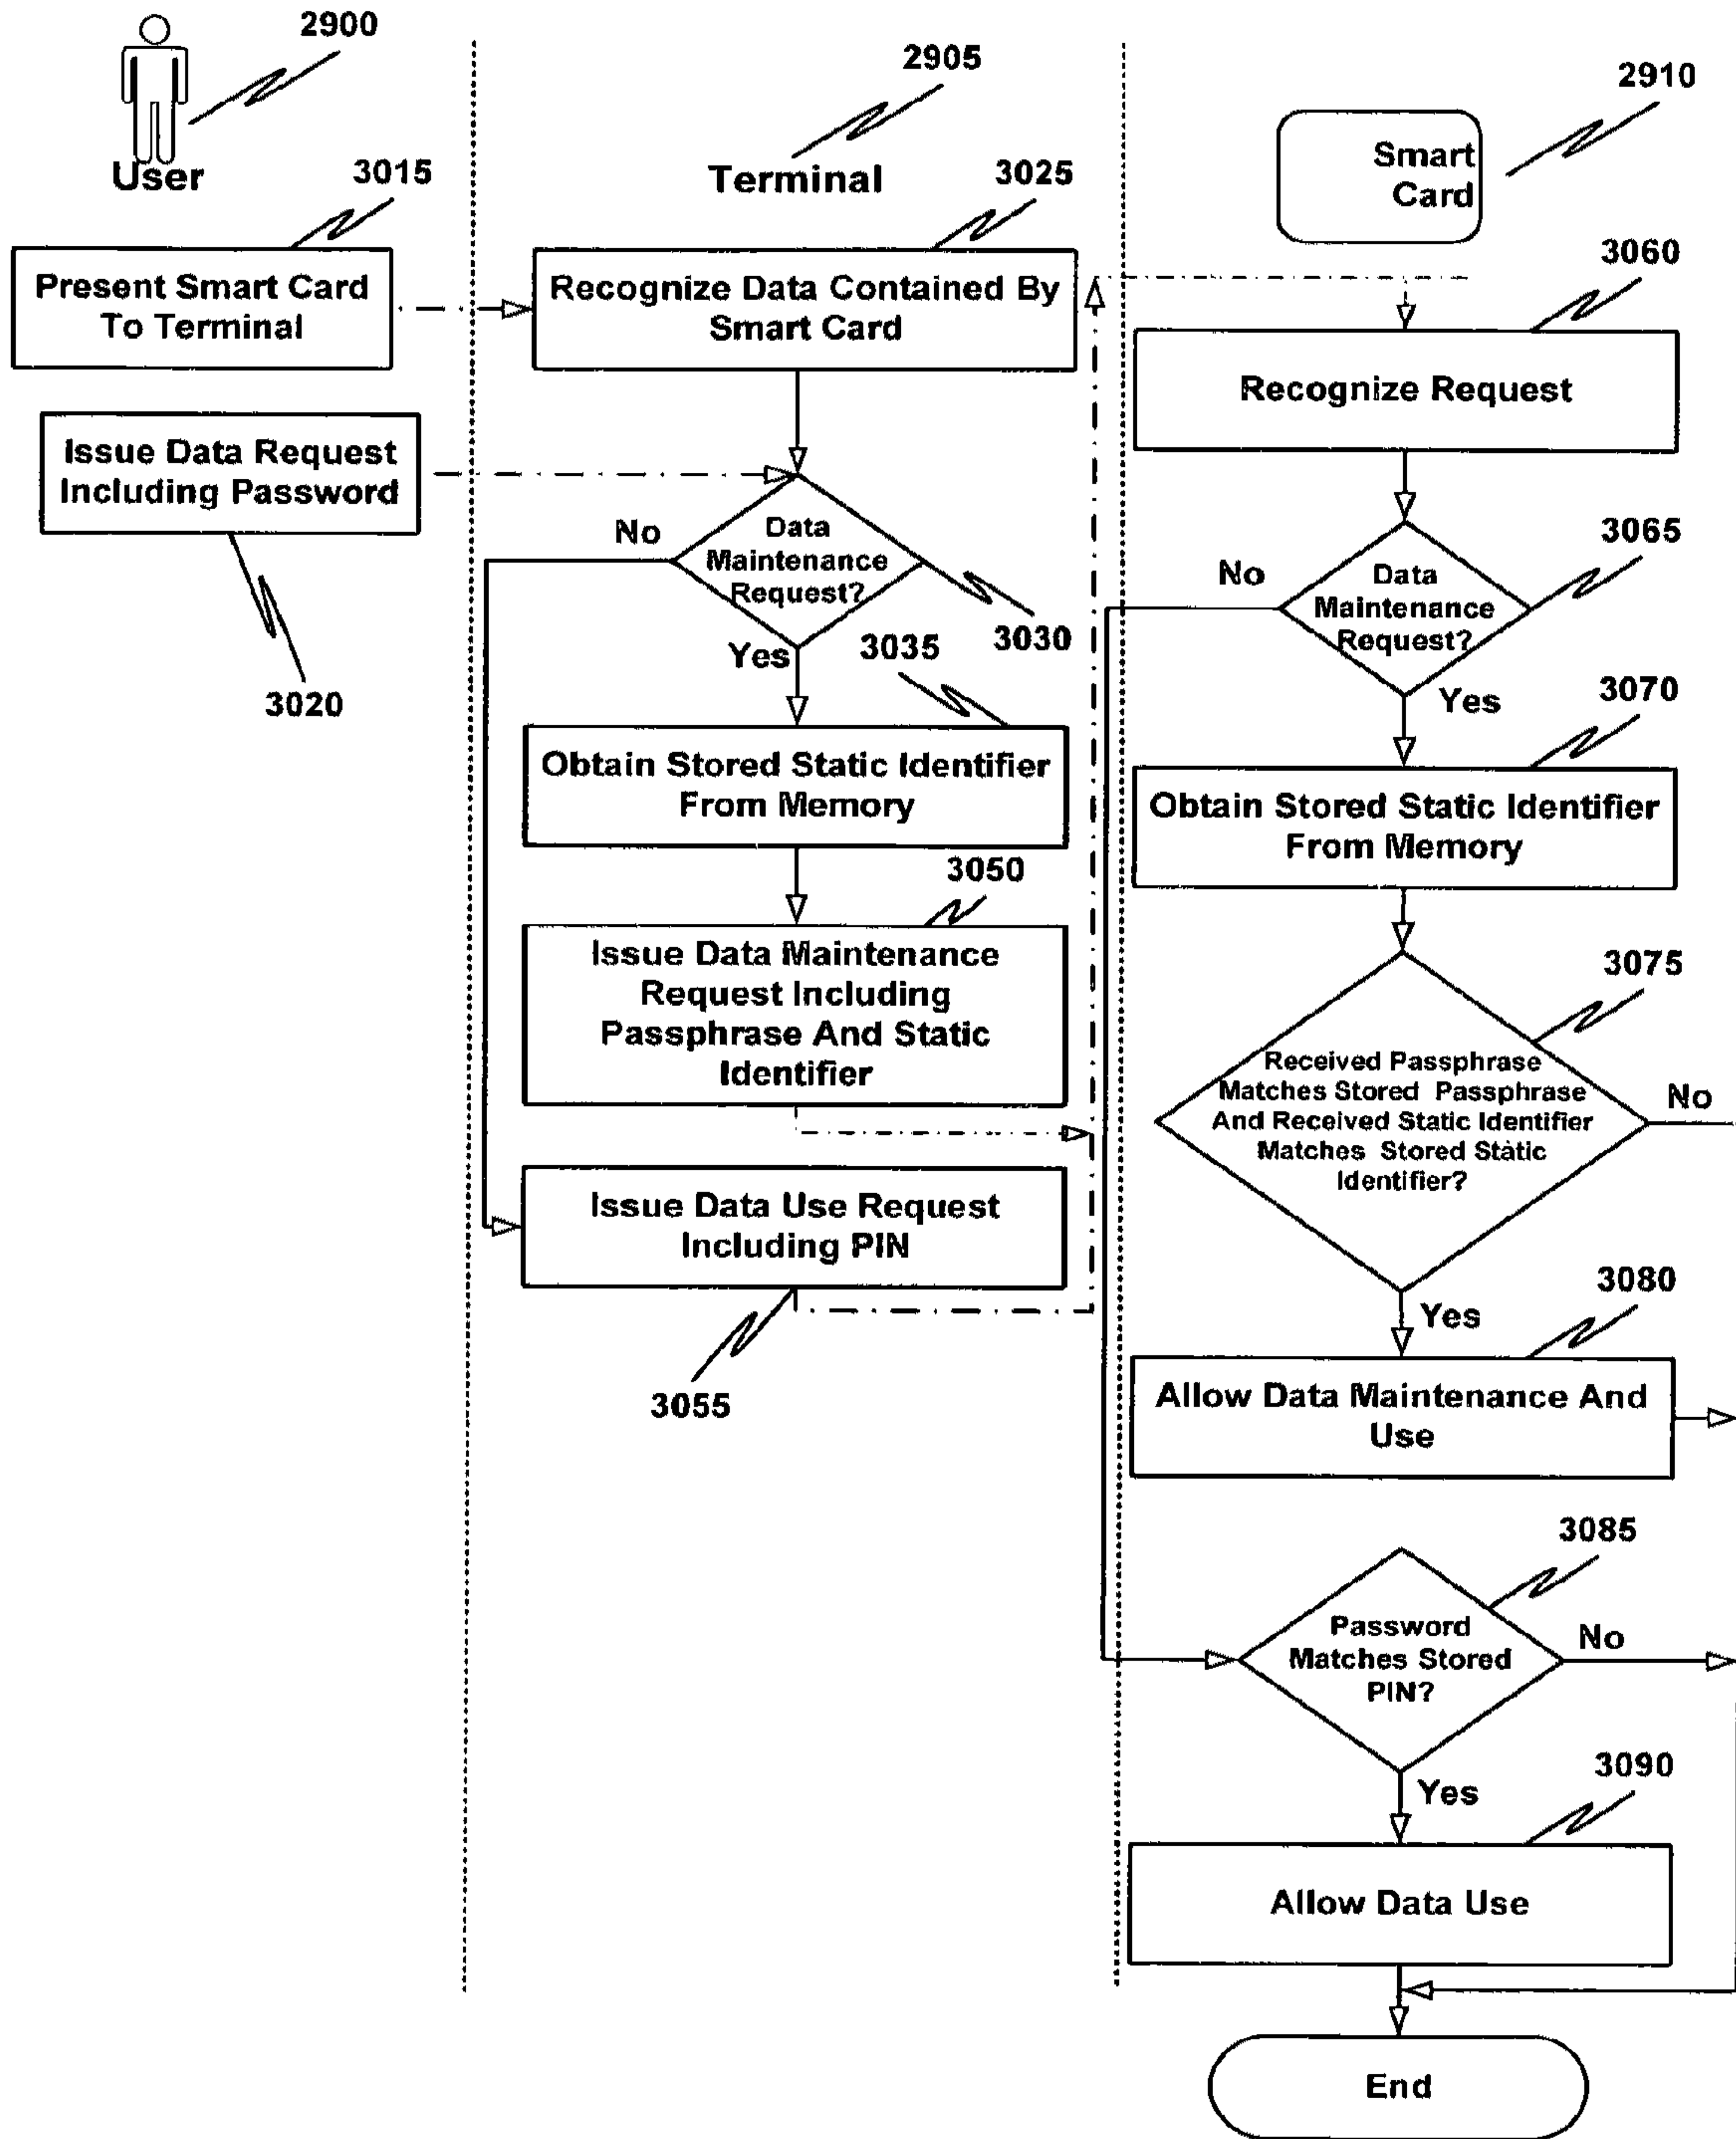 2900
User
3015
Present Smart Card
To Terminal
Issue Data Request
Including Password
3020
2905
Terminal
3025
Recognize Data Contained By
Smart Card
No
Data
Maintenance
Request?
3030
Yes
3035
Obtain Stored Static Identifier
From Memory
3050
Issue Data Maintenance
Request Including
Passphrase And Static
Identifier
Issue Data Use Request
Including PIN
3055
2910
Smart
Card
3060
Recognize Request
3065
No
Data
Maintenance
Request?
Yes
3070
Obtain Stored Static Identifier
From Memory
3075
Received Passphrase
Matches Stored Passphrase
And Received Static Identifier
Matches Stored Static
Identifier?
No
Yes
3080
Allow Data Maintenance And
Use
3085
Password
Matches Stored
PIN?
No
Yes
3090
Allow Data Use
End